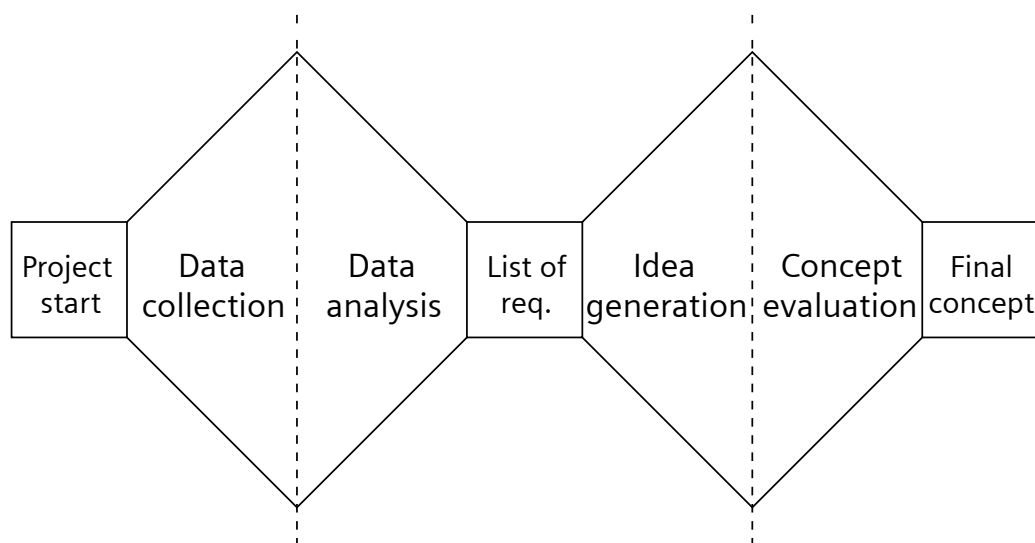 Project
start
Data
collection
Data
analysis
List of
req.
Idea
generation
Concept
evaluation
Final
concept